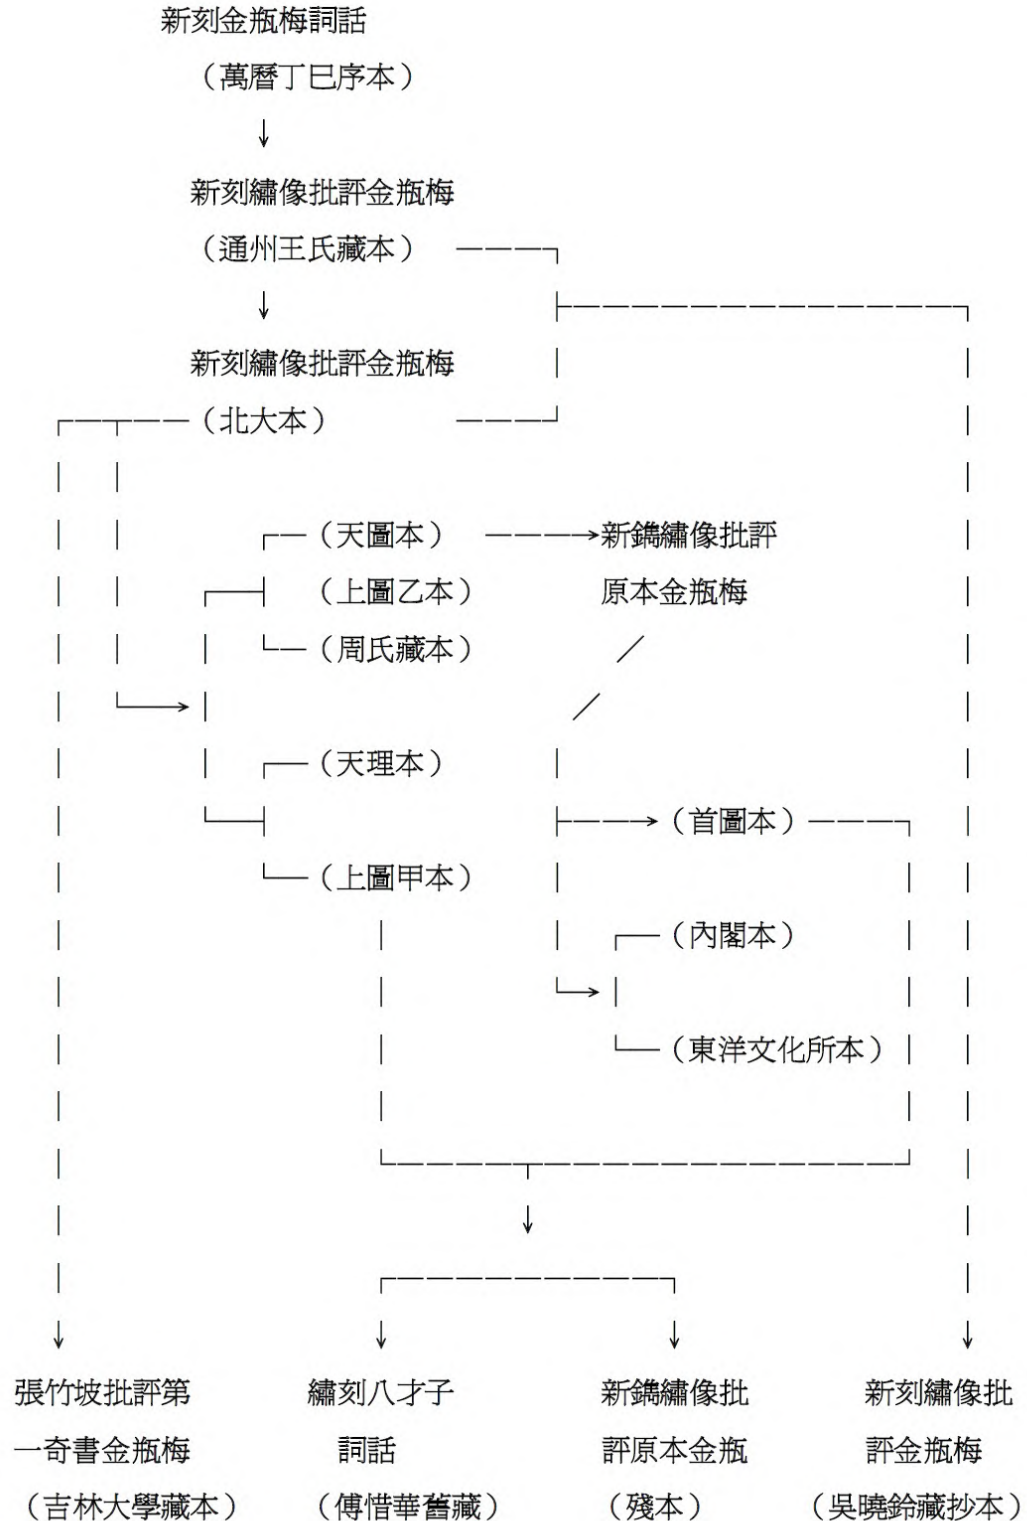 新刻金瓶梅詞話
（萬曆丁巳序本）
新刻繡像批評金瓶梅
（通州王氏藏本）
新刻繡像批評金瓶梅
（北大本）
（天圖本）
新鐫繡像批評
（上圖乙本）
原本金瓶梅
（周氏藏本）
（天理本）
（首圖本）
（上圖甲本）
（內閣本）
（東洋文化所本）
張竹坡批評第
一奇書金瓶梅
（吉林大學藏本）
繡刻八才子
詞話
（傅惜華舊藏）
新鐫繡像批
評原本金瓶
（殘本）
新刻繡像批
評金瓶梅
（吳曉鈴藏抄本）